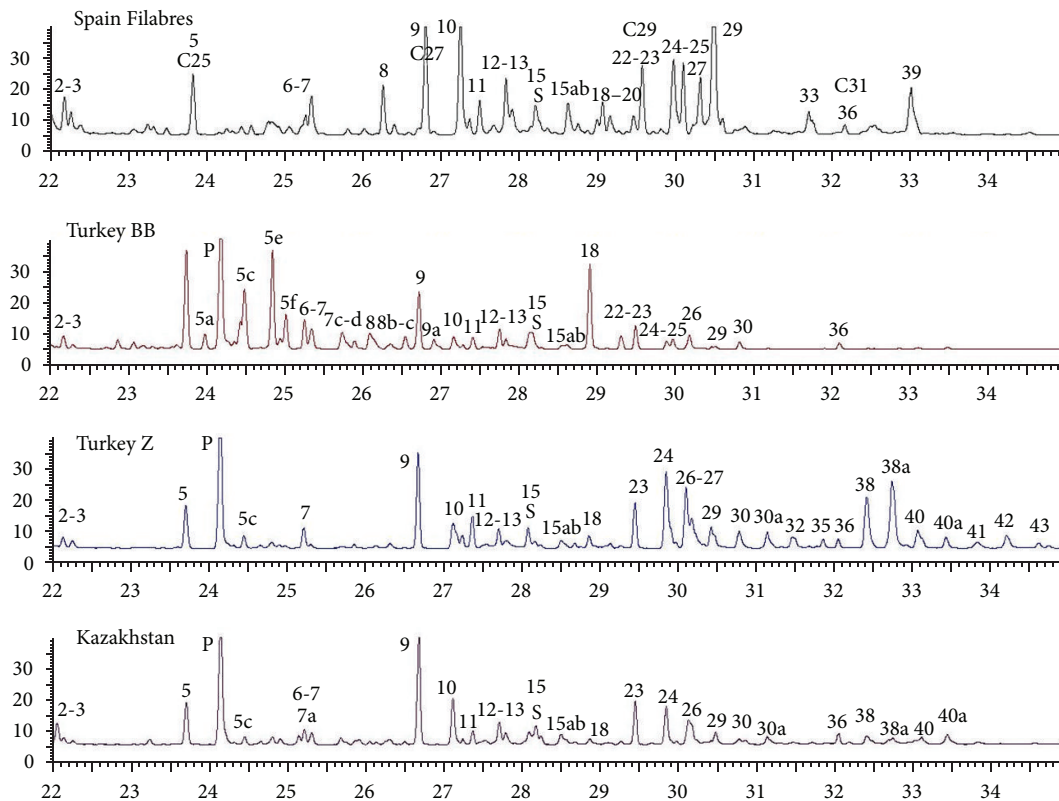 Spain Filabres
2-3
5
C25
6-7
8
9
C27
10
11
12-13
15
S
15ab
18–20
C29
22-23
24-25
27
29
33
C31
36
39
30
20
10
0
22 23 24 25 26 27 28 29 30 31 32 33 34
Turkey BB
2-3
5a
P
5c
5e
5f
6-7
7c-d
88b-c
9
9a
10
11
12-13
15
S
15ab
18
22-23
24-25
26
29
30
36
30
20
10
0
22 23 24 25 26 27 28 29 30 31 32 33 34
Turkey Z
2-3
5
P
5c
7
9
10
11
12-13
15
S
15ab
18
23
24
26-27
29
30
30a
32
35
36
38
38a
40
40a
41
42
43
30
20
10
0
22 23 24 25 26 27 28 29 30 31 32 33 34
Kazakhstan
2-3
5
P
5c
6-7
7a
9
10
11
12-13
15
S
15ab
18
23
24
26
29
30
30a
36
38
38a
40
40a
30
20
10
0
22 23 24 25 26 27 28 29 30 31 32 33 34